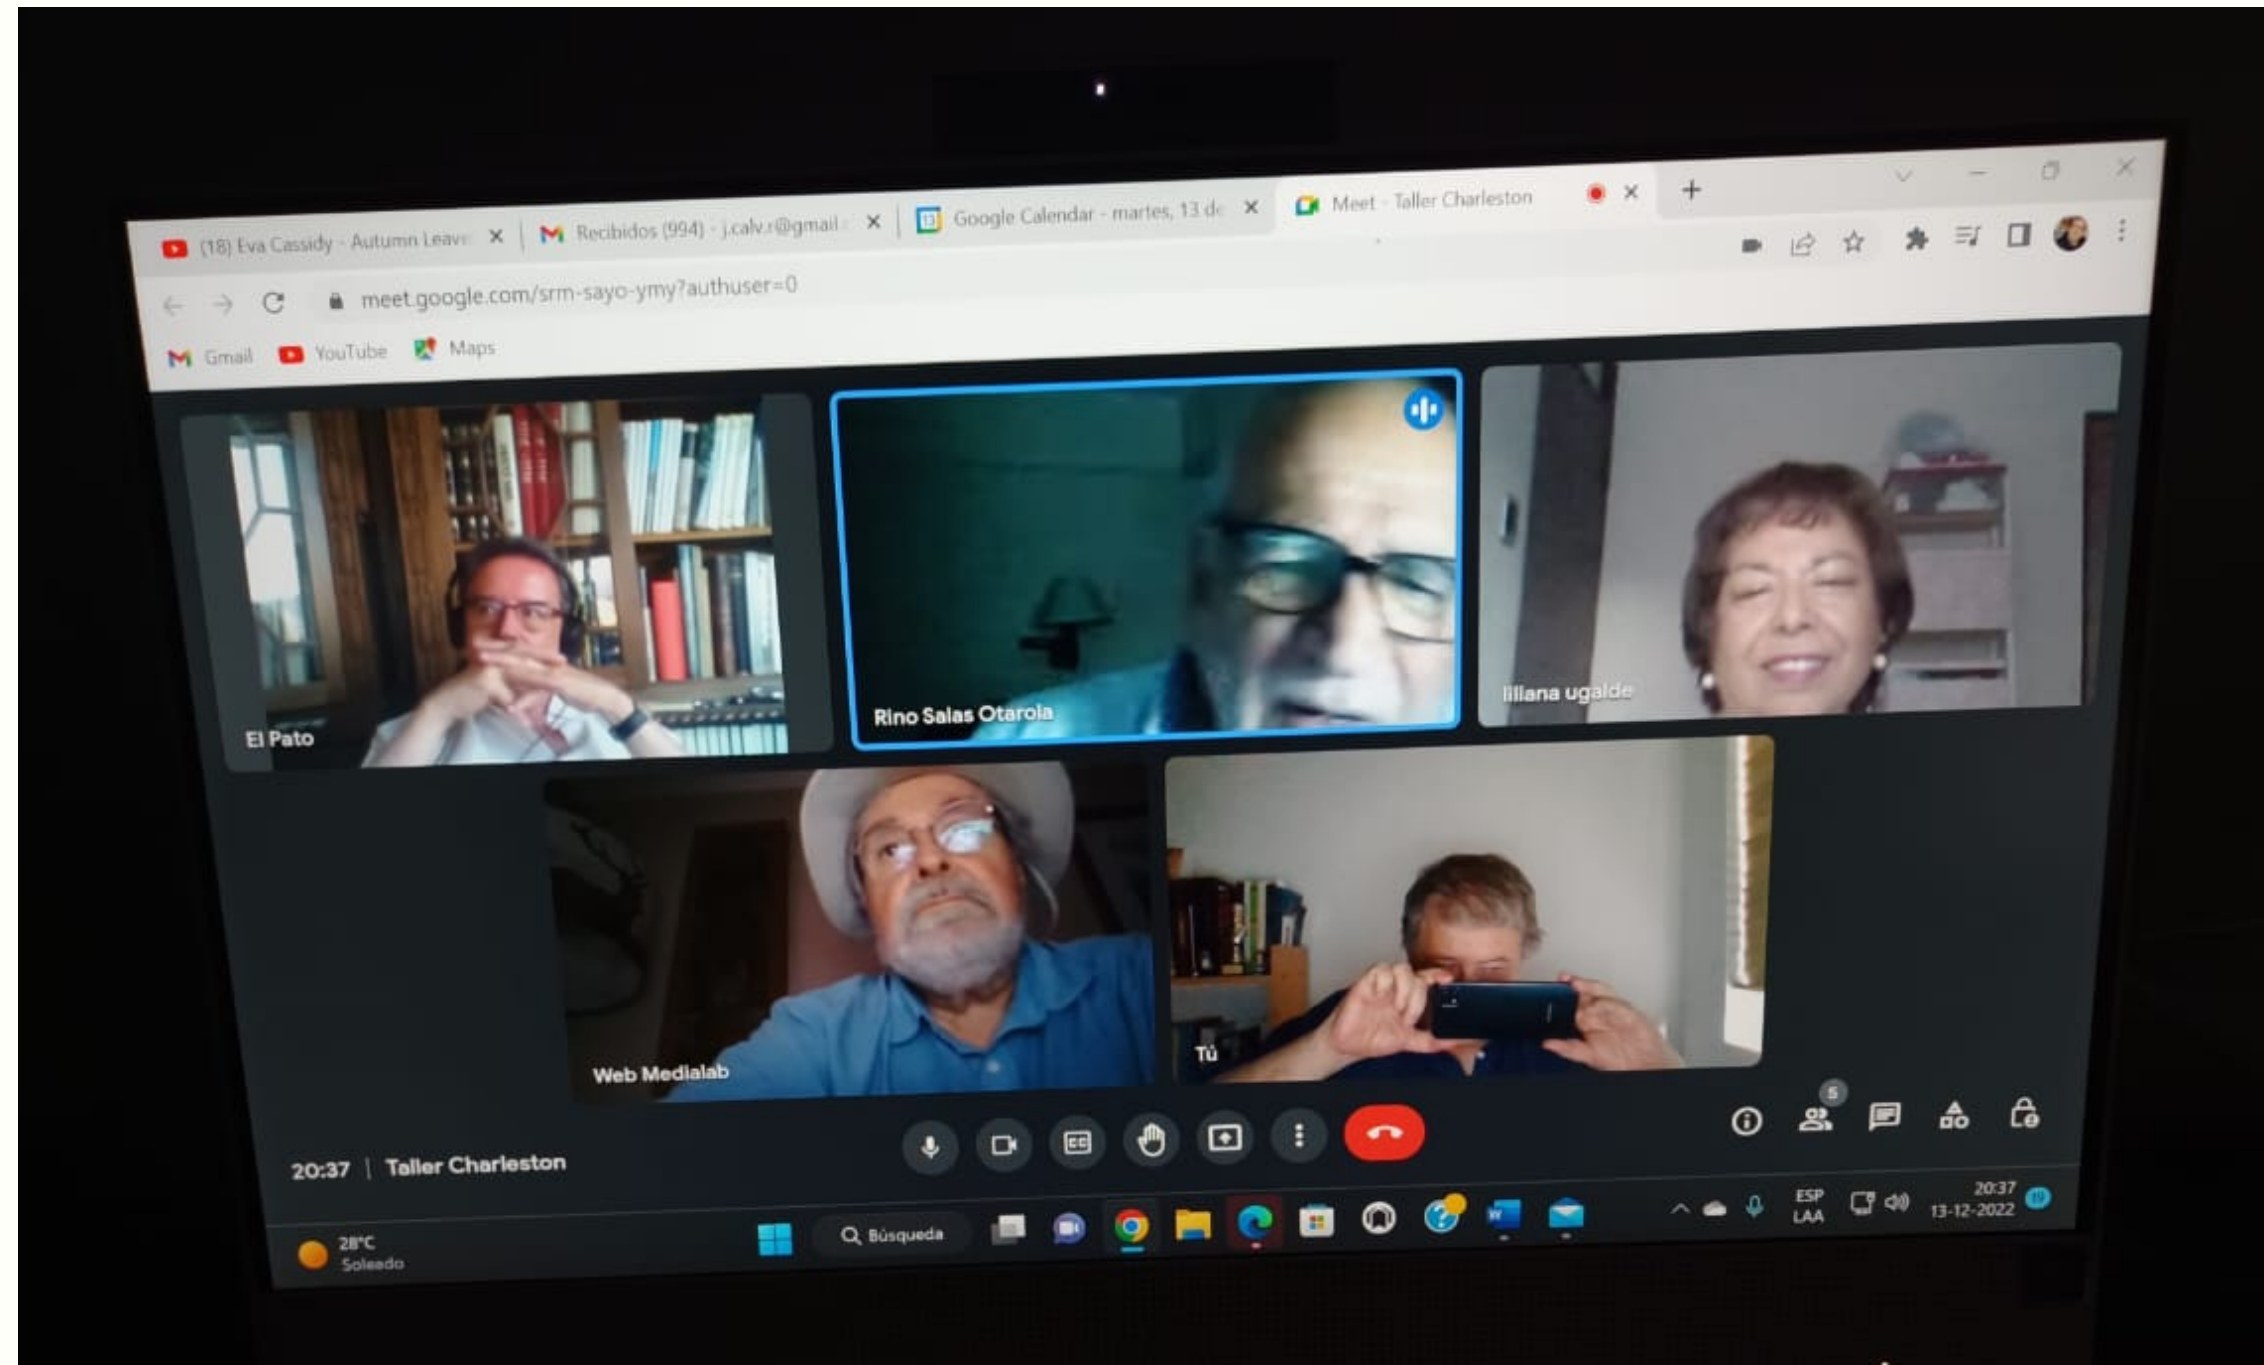 (18) Eva Cassidy - Autumn Leave
Recibidos (994) - j.calv.r@gmail
Google Calendar - martes, 13 de
Meet - Taller Charleston
meet.google.com/srm-sayo-ymy?authuser=0
Gmail
YouTube
Maps
El Pato
Rino Salas Otarola
liliana ugalde
Web Medialab
Tú
20:37 | Taller Charleston
5
28°C
Soleado
Búsqueda
ESP
LAA
20:37
13-12-2022